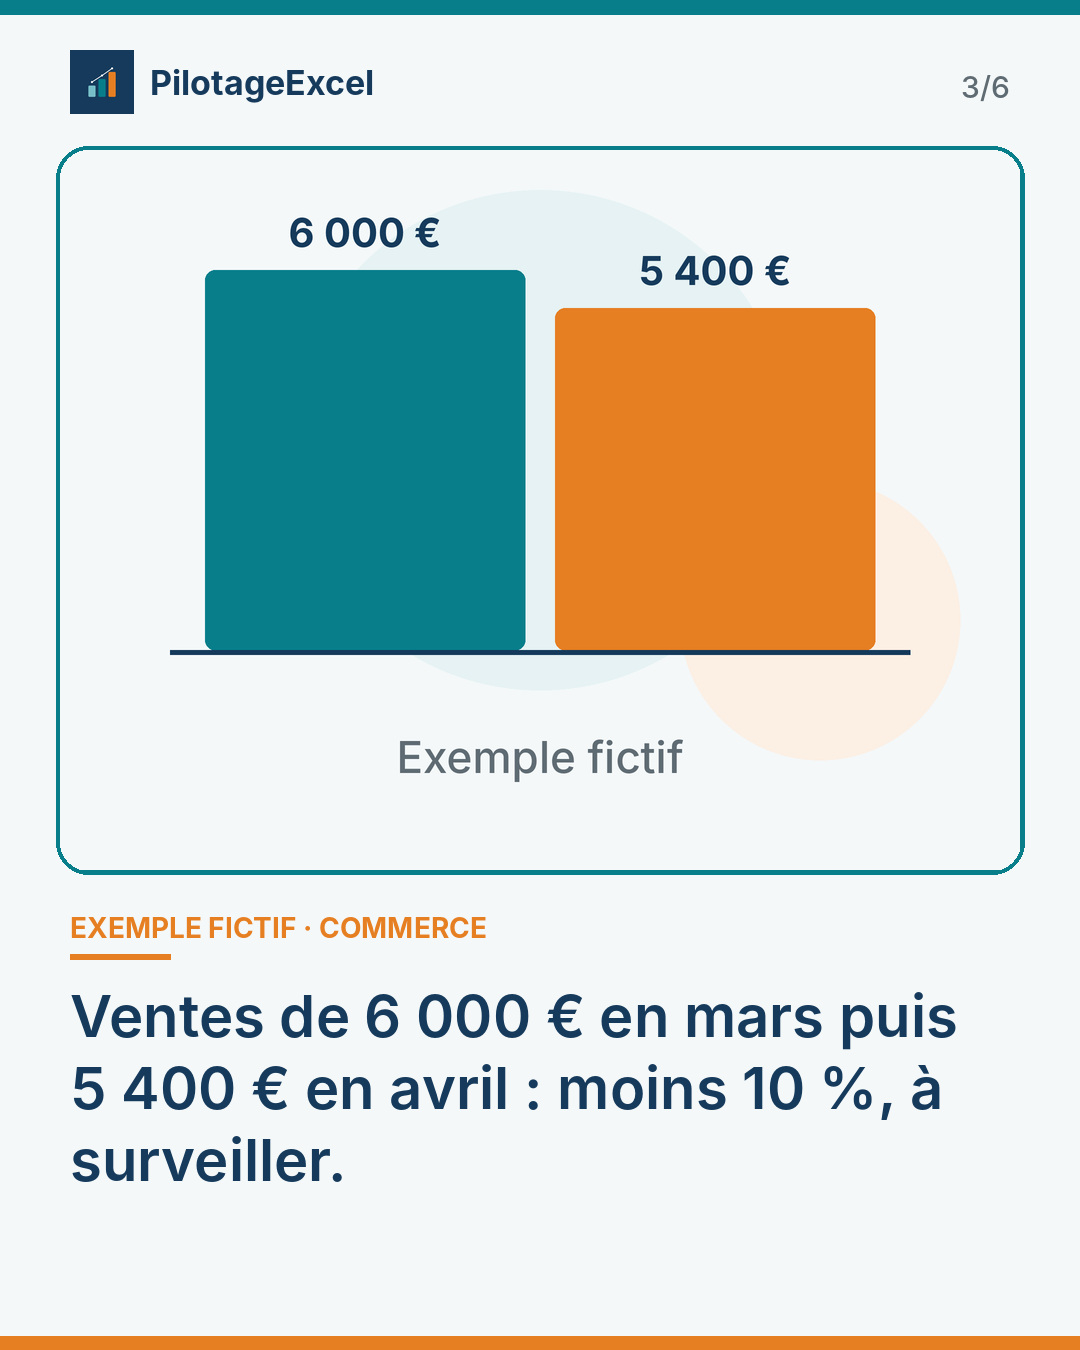 PilotageExcel
3/6
6 000 €
5 400 €
Exemple fictif
EXEMPLE FICTIF · COMMERCE
Ventes de 6 000 € en mars puis
5 400 € en avril : moins 10 %, à
surveiller.